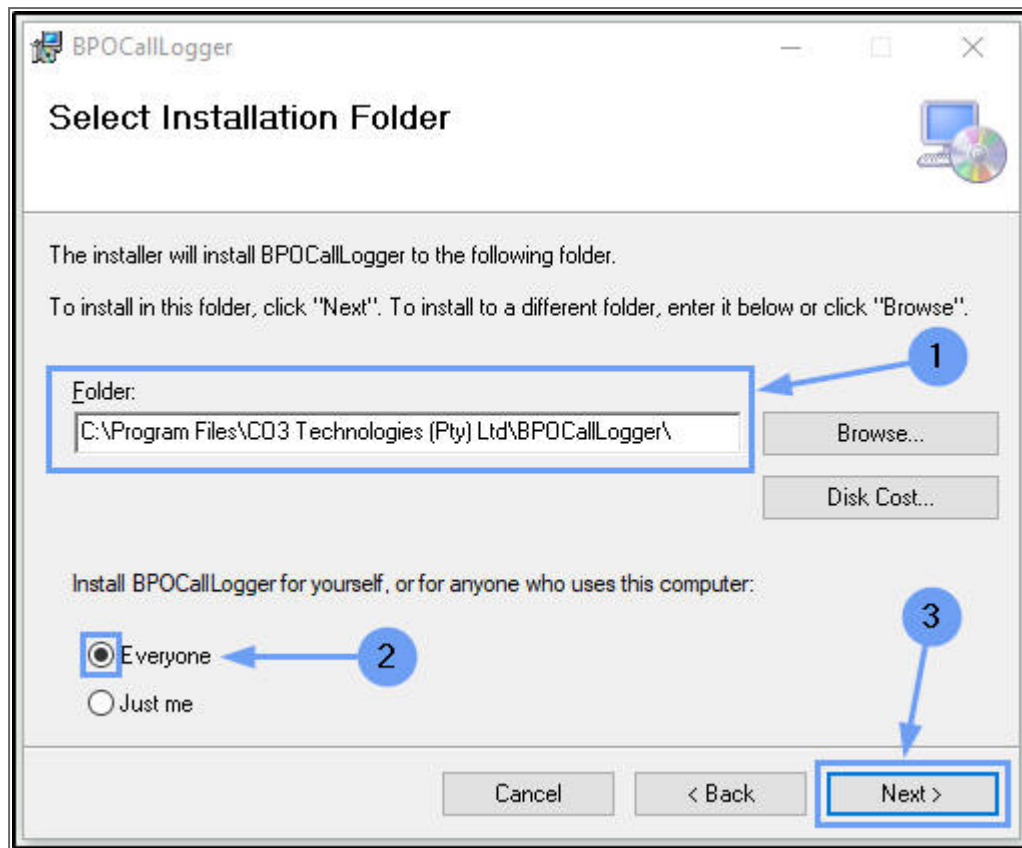 BPOCallLogger
Select Installation Folder
The installer will install BPOCallLogger to the following folder.
To install in this folder, click "Next". To install to a different folder, enter it below or click "Browse".
1
Folder:
C:\Program Files\CO3 Technologies (Pty) Ltd\BPOCallLogger\
Browse...
Disk Cost...
Install BPOCallLogger for yourself, or for anyone who uses this computer:
3
Everyone
2
Just me
Cancel
< Back
Next >